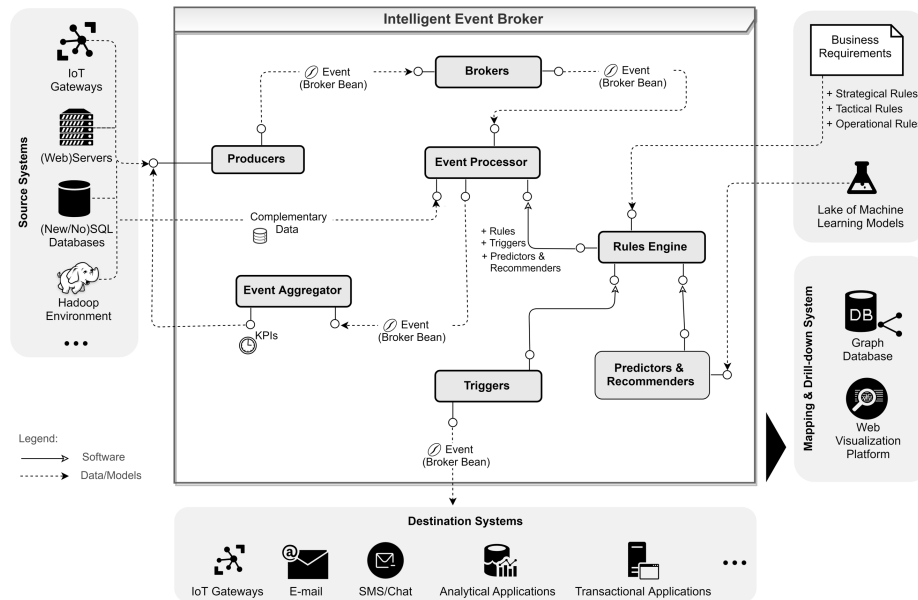 Intelligent Event Broker
Source Systems
IoT
Gateways
(Web)Servers
(New/No)SQL
Databases
Hadoop
Environment
•••
Event
(Broker Bean)
Brokers
Event
(Broker Bean)
Producers
Event Processor
Complementary
Data
+ Rules
+ Triggers
+ Predictors &
Recommenders
Rules Engine
Event Aggregator
KPIs
Event
(Broker Bean)
Triggers
Predictors &
Recommenders
Event
(Broker Bean)
Business
Requirements
+ Strategical Rules
+ Tactical Rules
+ Operational Rule
Lake of Machine
Learning Models
Mapping & Drill-down System
DB
Graph
Database
Web
Visualization
Platform
Legend:
Software
Data/Models
Destination Systems
IoT Gateways
@
E-mail
SMS/Chat
Analytical Applications
Transactional Applications
•••